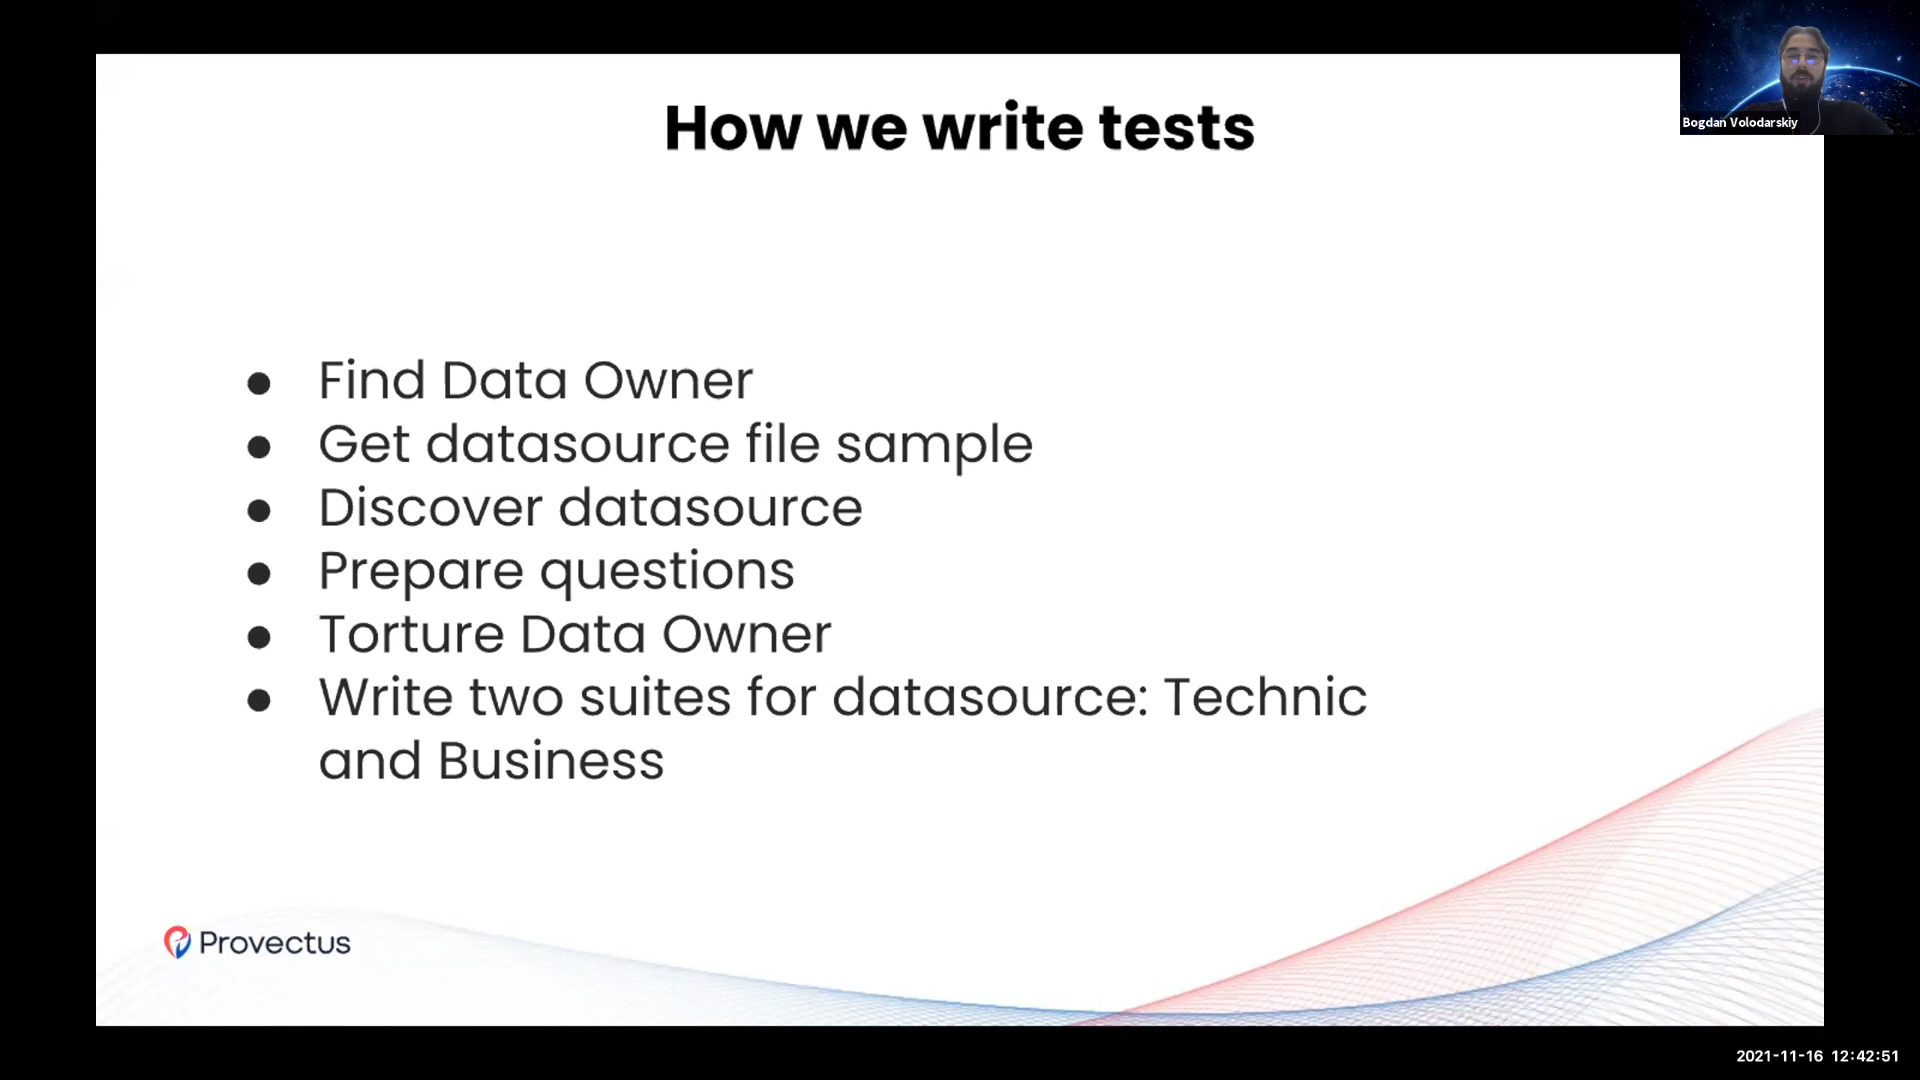 How we write tests
Bogdan Volodarskiy
● Find Data Owner
● Get datasource file sample
● Discover datasource
● Prepare questions
● Torture Data Owner
● Write two suites for datasource: Technic
and Business
Provectus
2021-11-16 12:42:51